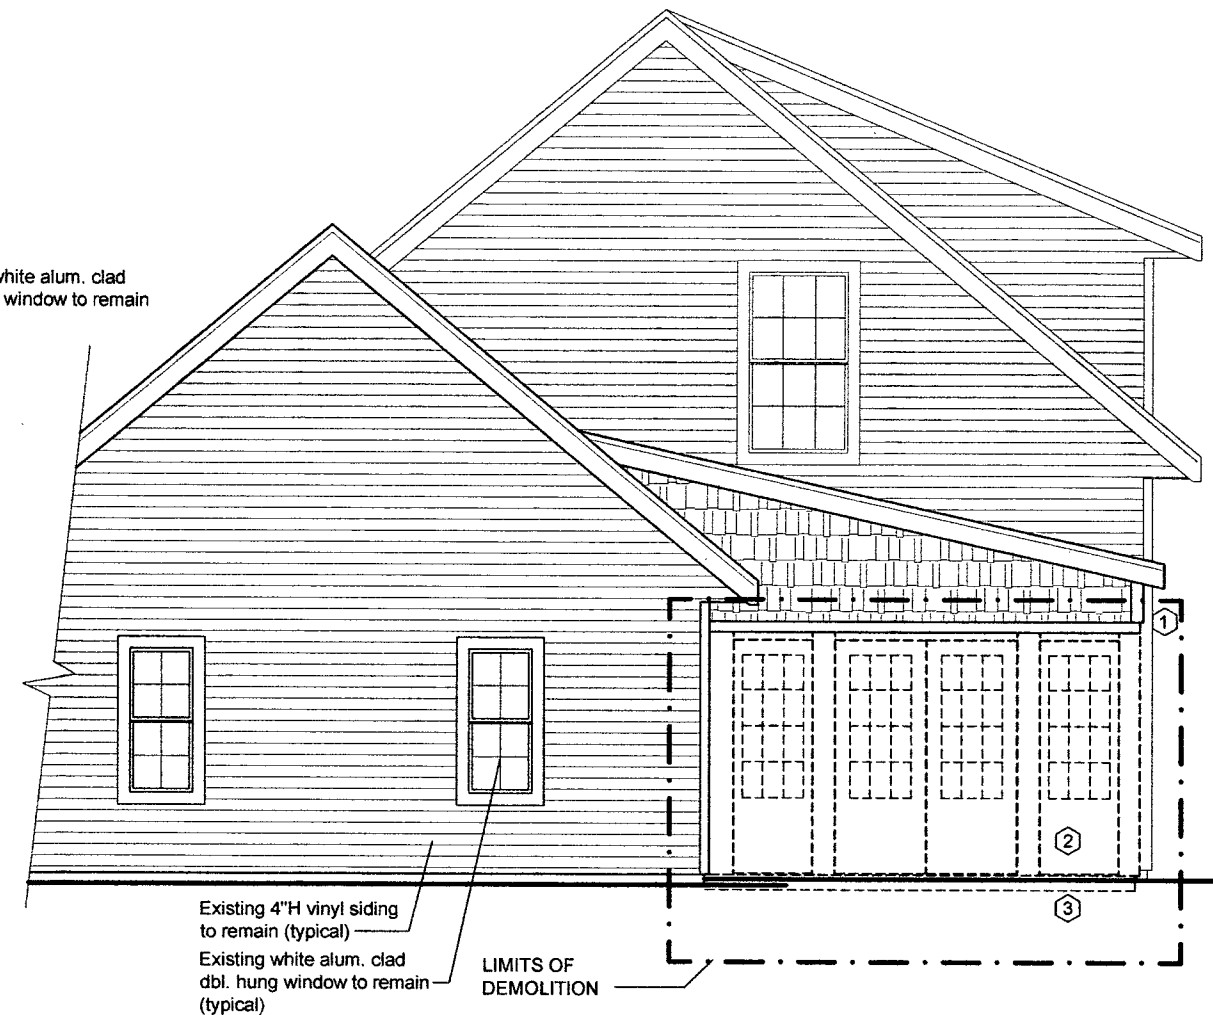 white alum. clad
window to remain
1
2
3
Existing 4"H vinyl siding
to remain (typical)
Existing white alum. clad
dbl. hung window to remain
(typical)
LIMITS OF
DEMOLITION